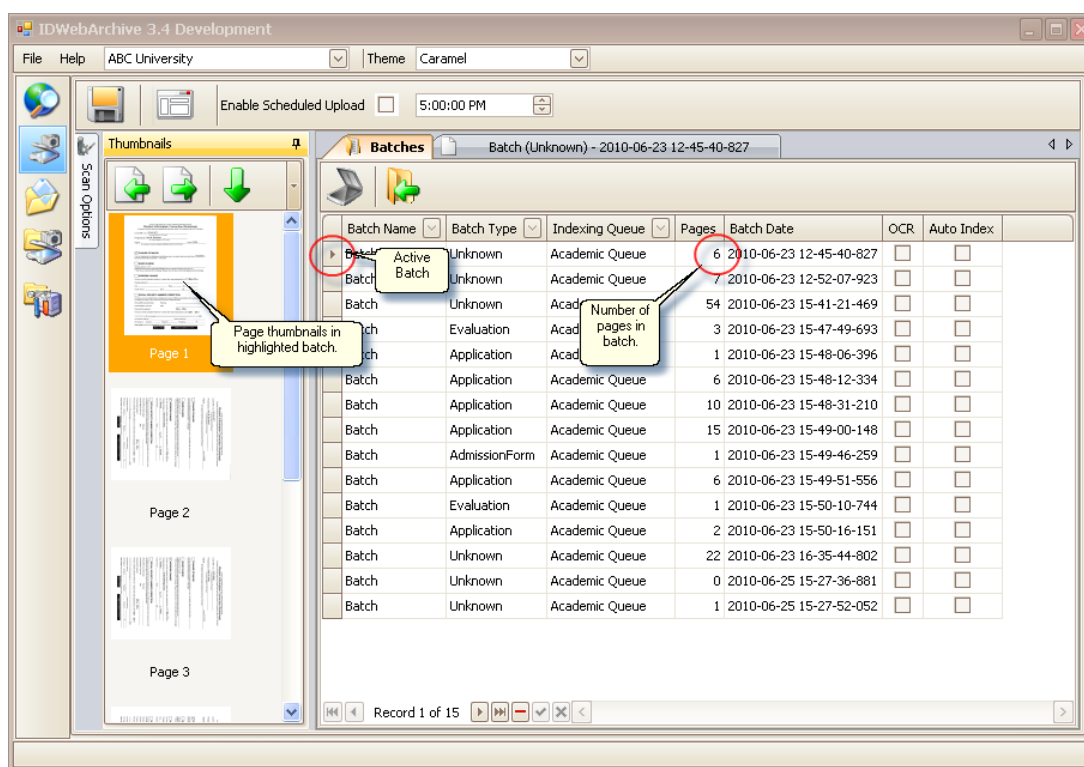 IDWebArchive 3.4 Development
File Help ABC University Theme Caramel
Enable Scheduled Upload 5:00:00 PM
Scan Options
Thumbnails
Page 1
Page 2
Page 3
Page thumbnails in
highlighted batch.
Batches Batch (Unknown) - 2010-06-23 12-45-40-827
Batch Name Batch Type Indexing Queue Pages Batch Date OCR Auto Index
Active
Batch
Number of
pages in
batch.
Batch Unknown Academic Queue 6 2010-06-23 12-45-40-827
Batch Unknown Academic Queue 7 2010-06-23 12-52-07-923
Batch Unknown Acad 54 2010-06-23 15-41-21-469
Batch Evaluation Acad 3 2010-06-23 15-47-49-693
Batch Application Acad 1 2010-06-23 15-48-06-396
Batch Application Academic Queue 6 2010-06-23 15-48-12-334
Batch Application Academic Queue 10 2010-06-23 15-48-31-210
Batch Application Academic Queue 15 2010-06-23 15-49-00-148
Batch AdmissionForm Academic Queue 1 2010-06-23 15-49-46-259
Batch Application Academic Queue 6 2010-06-23 15-49-51-556
Batch Evaluation Academic Queue 1 2010-06-23 15-50-10-744
Batch Application Academic Queue 2 2010-06-23 15-50-16-151
Batch Unknown Academic Queue 22 2010-06-23 16-35-44-802
Batch Unknown Academic Queue 0 2010-06-25 15-27-36-881
Batch Unknown Academic Queue 1 2010-06-25 15-27-52-052
Record 1 of 15